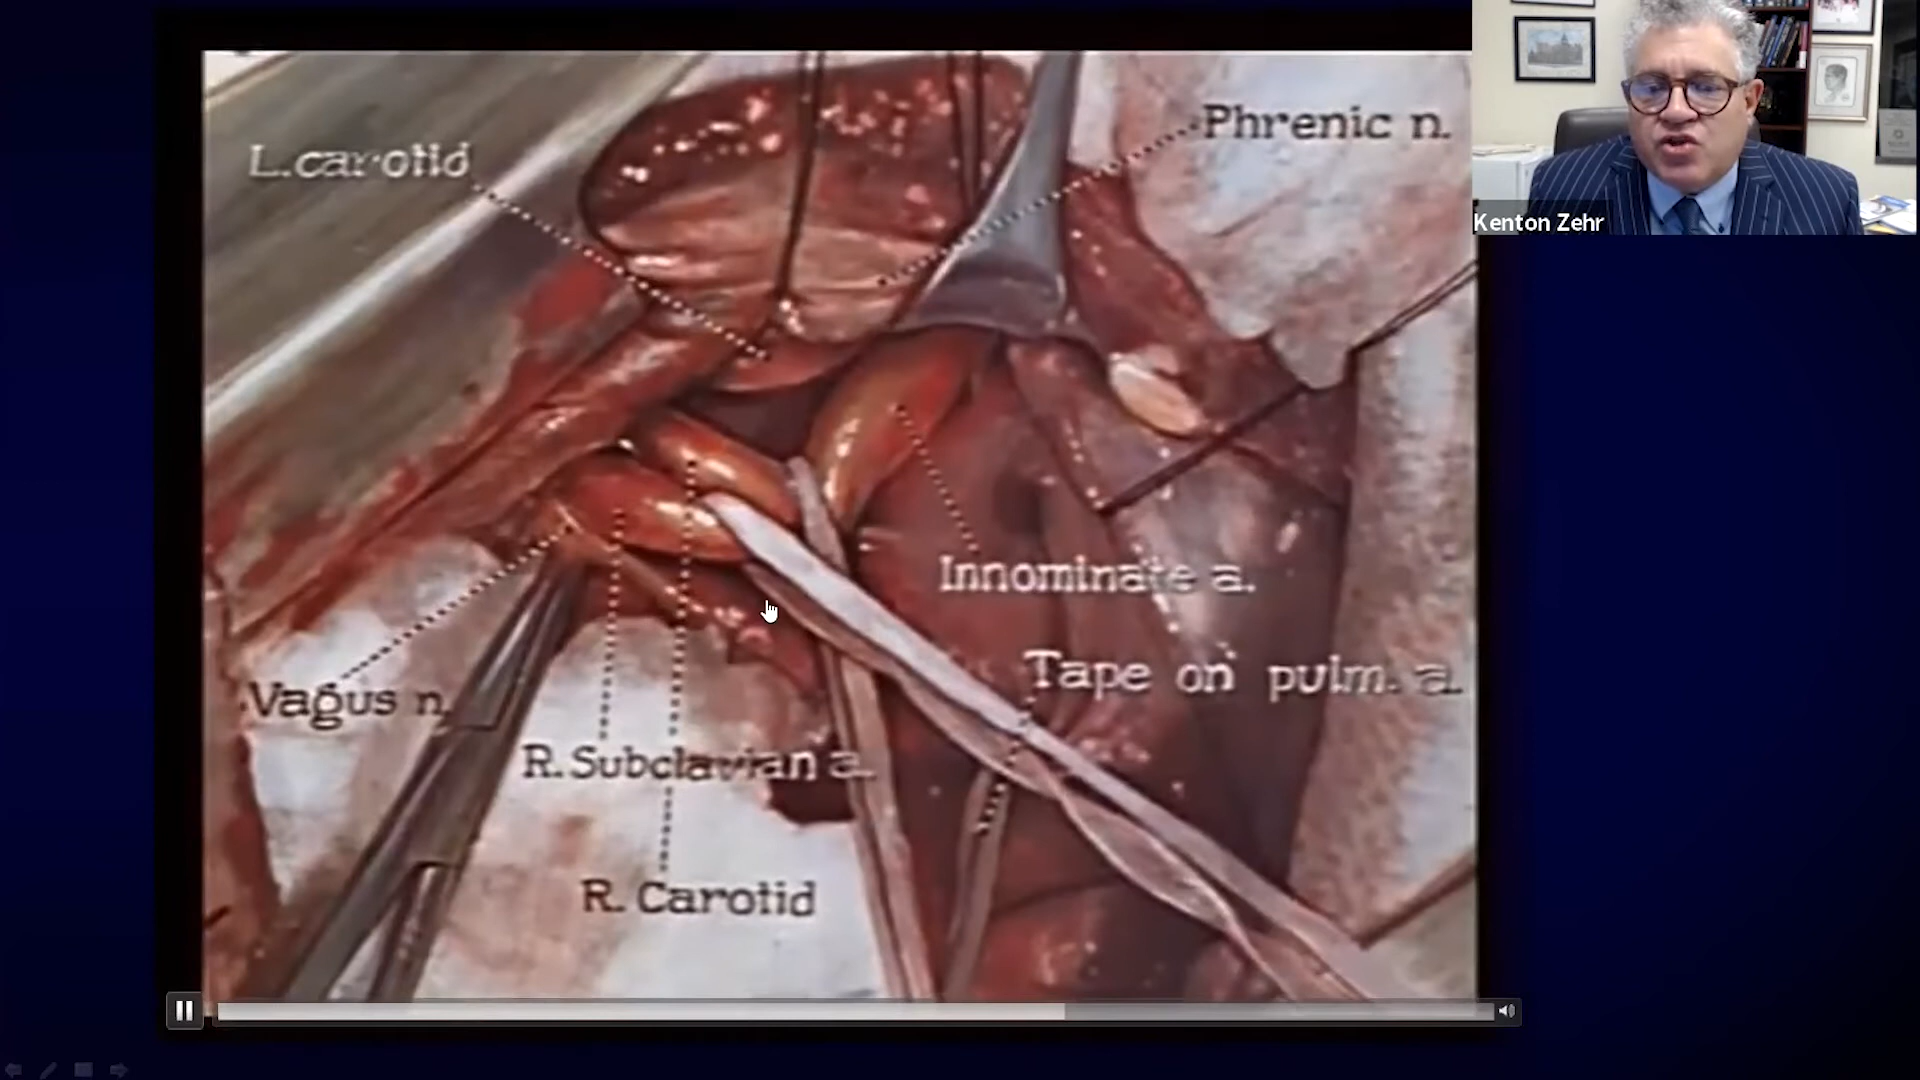 Phrenic n.
L.carotid
Kenton Zehr
Innominate a.
Tape on pulm. a.
Vagus n.
R. Subclavian a.
R. Carotid